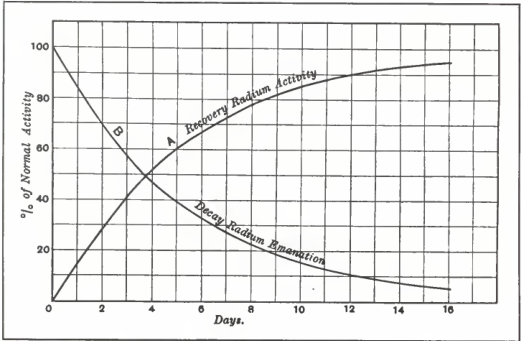 100
80
60
40
20
% of Normal Activity
B
A
Recovery Radium Activity
Decay Radium Emanation
0 2 4 6 8 10 12 14 16
Days.